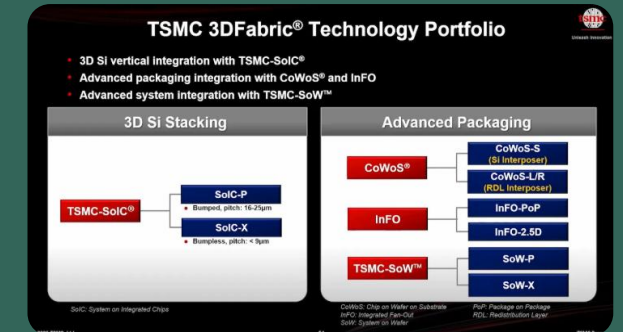 TSMC 3DFabric® Technology Portfolio
tsmc
Unleash Innovation
• 3D Si vertical integration with TSMC-SoIC®
• Advanced packaging integration with CoWoS® and InFO
• Advanced system integration with TSMC-SoW™
3D Si Stacking
TSMC-SoIC®
SoIC-P
• Bumped, pitch: 16-25µm
SoIC-X
• Bumpless, pitch: < 9µm
SoIC: System on Integrated Chips
Advanced Packaging
CoWoS®
CoWoS-S
(Si Interposer)
CoWoS-L/R
(RDL Interposer)
InFO
InFO-PoP
InFO-2.5D
TSMC-SoW™
SoW-P
SoW-X
CoWoS: Chip on Wafer on Substrate
InFO: Integrated Fan-Out
SoW: System on Wafer
PoP: Package on Package
RDL: Redistribution Layer